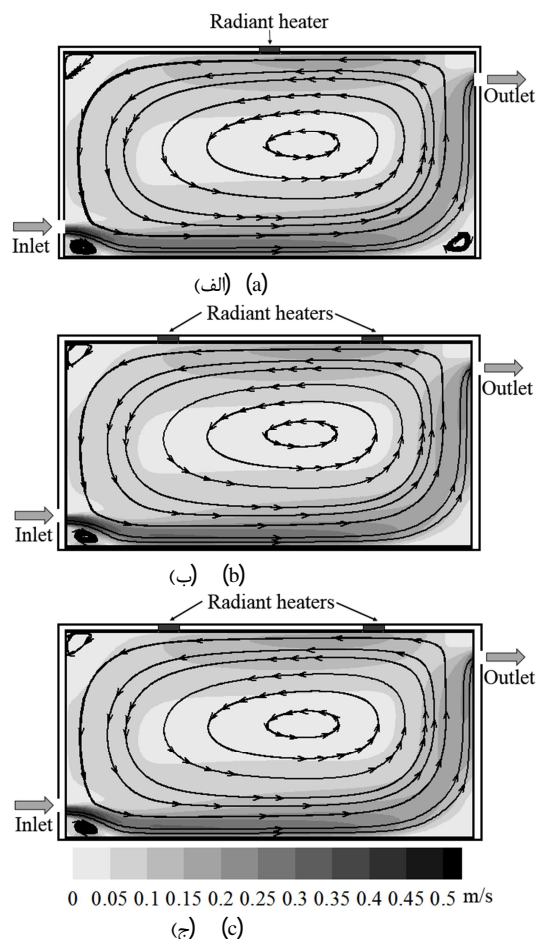 Radiant heater
Outlet
Inlet
(الف) (a)
Radiant heaters
Outlet
Inlet
(ب) (b)
Radiant heaters
Outlet
Inlet
0 0.05 0.1 0.15 0.2 0.25 0.3 0.35 0.4 0.45 0.5 m/s
(ج) (c)